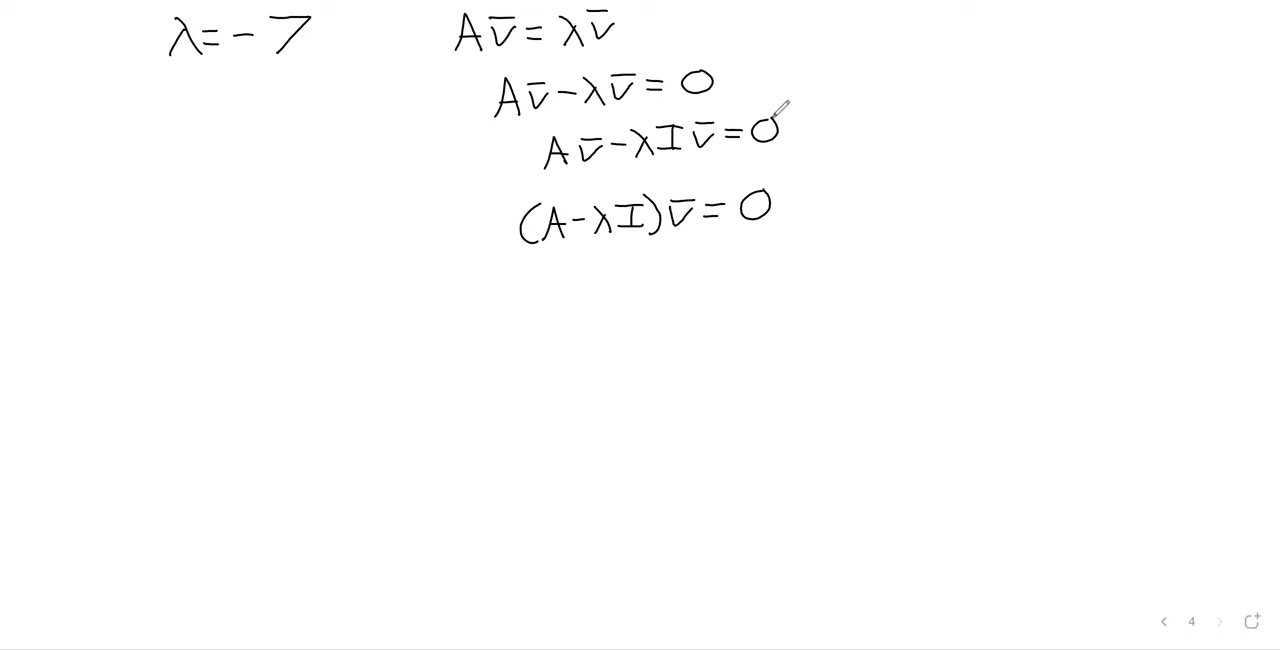 λ = - 7
Av̄ = λv̄
Av̄ - λv̄ = 0
Av̄ - λIv̄ = 0
(A - λI)v̄ = 0
4